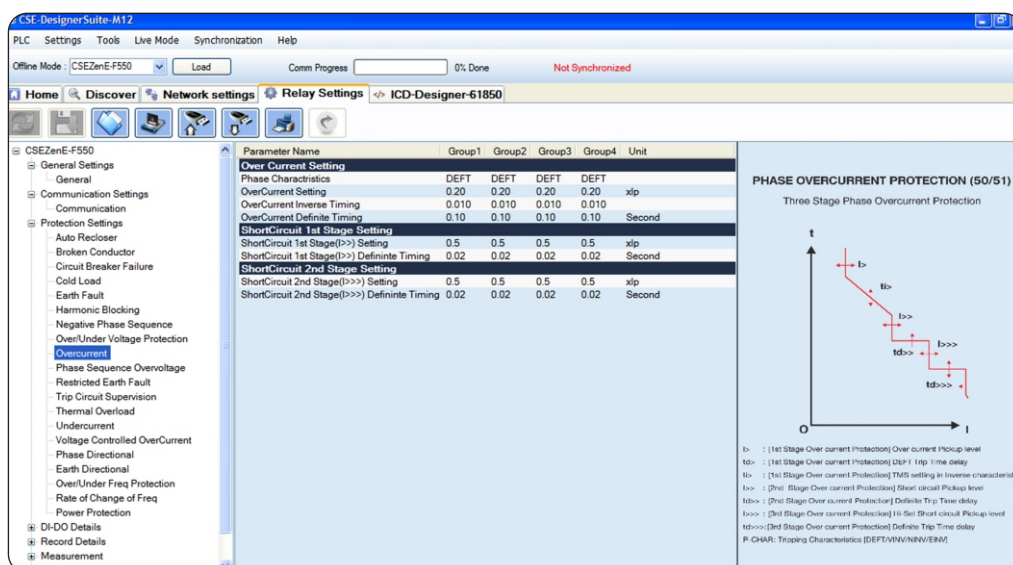 CSE-DesignerSuite-M12
PLC Settings Tools Live Mode Synchronization Help
Offline Mode : CSEZenE-F550 Load Comm Progress 0% Done Not Synchronized
Home Discover Network settings Relay Settings ICD-Designer-61850
CSEZenE-F550
General Settings
General
Communication Settings
Communication
Protection Settings
Auto Recloser
Broken Conductor
Circuit Breaker Failure
Cold Load
Earth Fault
Harmonic Blocking
Negative Phase Sequence
Over/Under Voltage Protection
Overcurrent
Phase Sequence Overvoltage
Restricted Earth Fault
Trip Circuit Supervision
Thermal Overload
Undercurrent
Voltage Controlled OverCurrent
Phase Directional
Earth Directional
Over/Under Freq Protection
Rate of Change of Freq
Power Protection
DI-DO Details
Record Details
Measurement
Parameter Name Group1 Group2 Group3 Group4 Unit
Over Current Setting
Phase Charactristics DEFT DEFT DEFT DEFT
OverCurrent Setting 0.20 0.20 0.20 0.20 xIp
OverCurrent Inverse Timing 0.010 0.010 0.010 0.010
OverCurrent Definite Timing 0.10 0.10 0.10 0.10 Second
ShortCircuit 1st Stage Setting
ShortCircuit 1st Stage(I>>) Setting 0.5 0.5 0.5 0.5 xIp
ShortCircuit 1st Stage(I>>) Defininte Timing 0.02 0.02 0.02 0.02 Second
ShortCircuit 2nd Stage Setting
ShortCircuit 2nd Stage(I>>>) Setting 0.5 0.5 0.5 0.5 xIp
ShortCircuit 2nd Stage(I>>>) Defininte Timing 0.02 0.02 0.02 0.02 Second
PHASE OVERCURRENT PROTECTION (50/51)
Three Stage Phase Overcurrent Protection
t
I>
ti>
I>>
td>>
I>>>
td>>>
O
I
I> : [1st Stage Over current Protection] Over current Pickup level
td> : [1st Stage Over current Protection] DEFT Trip Time delay
ti> : [1st Stage Over current Protection] TMS setting in Inverse
I>> : [2nd Stage Over current Protection] Short circuit Pickup level
td>> : [2nd Stage Over current Protection] Definite Trip Time delay
I>>> : [3rd Stage Over current Protection] Hi-Set Short circuit Pickup level
td>>>:[3rd Stage Over current Protection] Definite Trip Time delay
P-CHAR: Tripping Characteristics [DEFT/VINV/NINV/EINV]